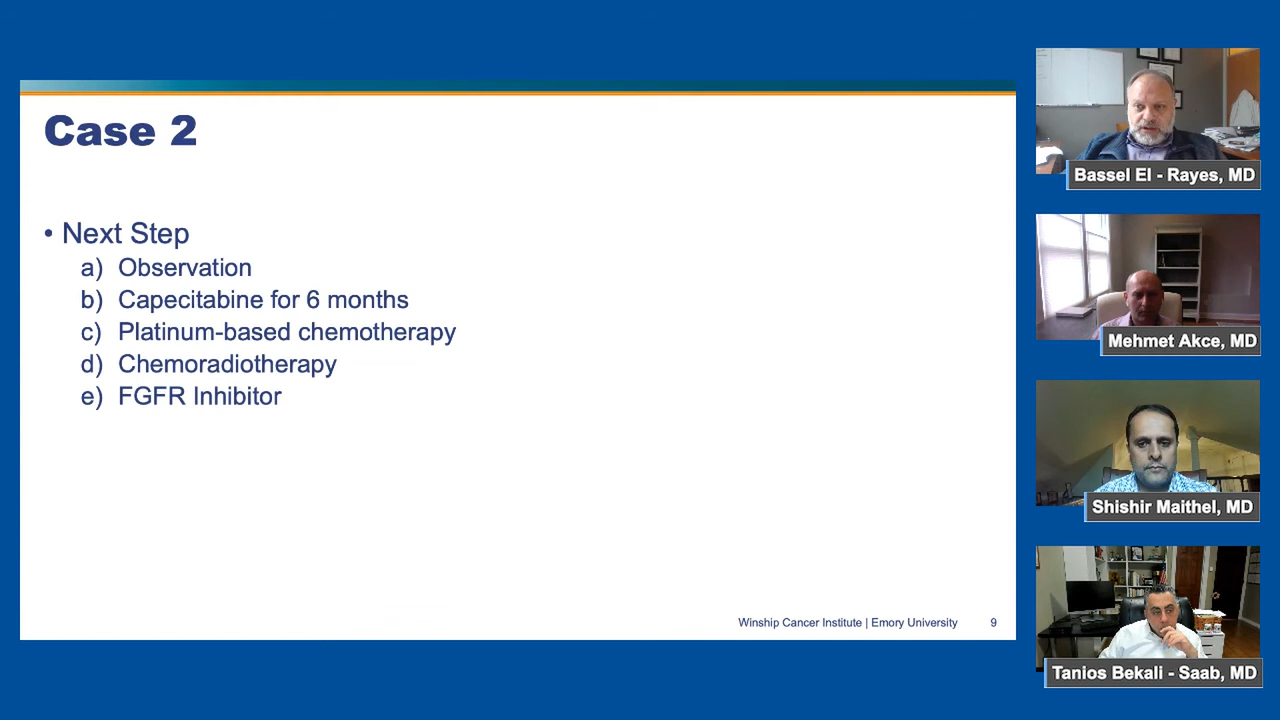 Case 2
• Next Step
a) Observation
b) Capecitabine for 6 months
c) Platinum-based chemotherapy
d) Chemoradiotherapy
e) FGFR Inhibitor
Winship Cancer Institute | Emory University 9
Bassel El - Rayes, MD
Mehmet Akce, MD
Shishir Maithel, MD
Tanios Bekali - Saab, MD